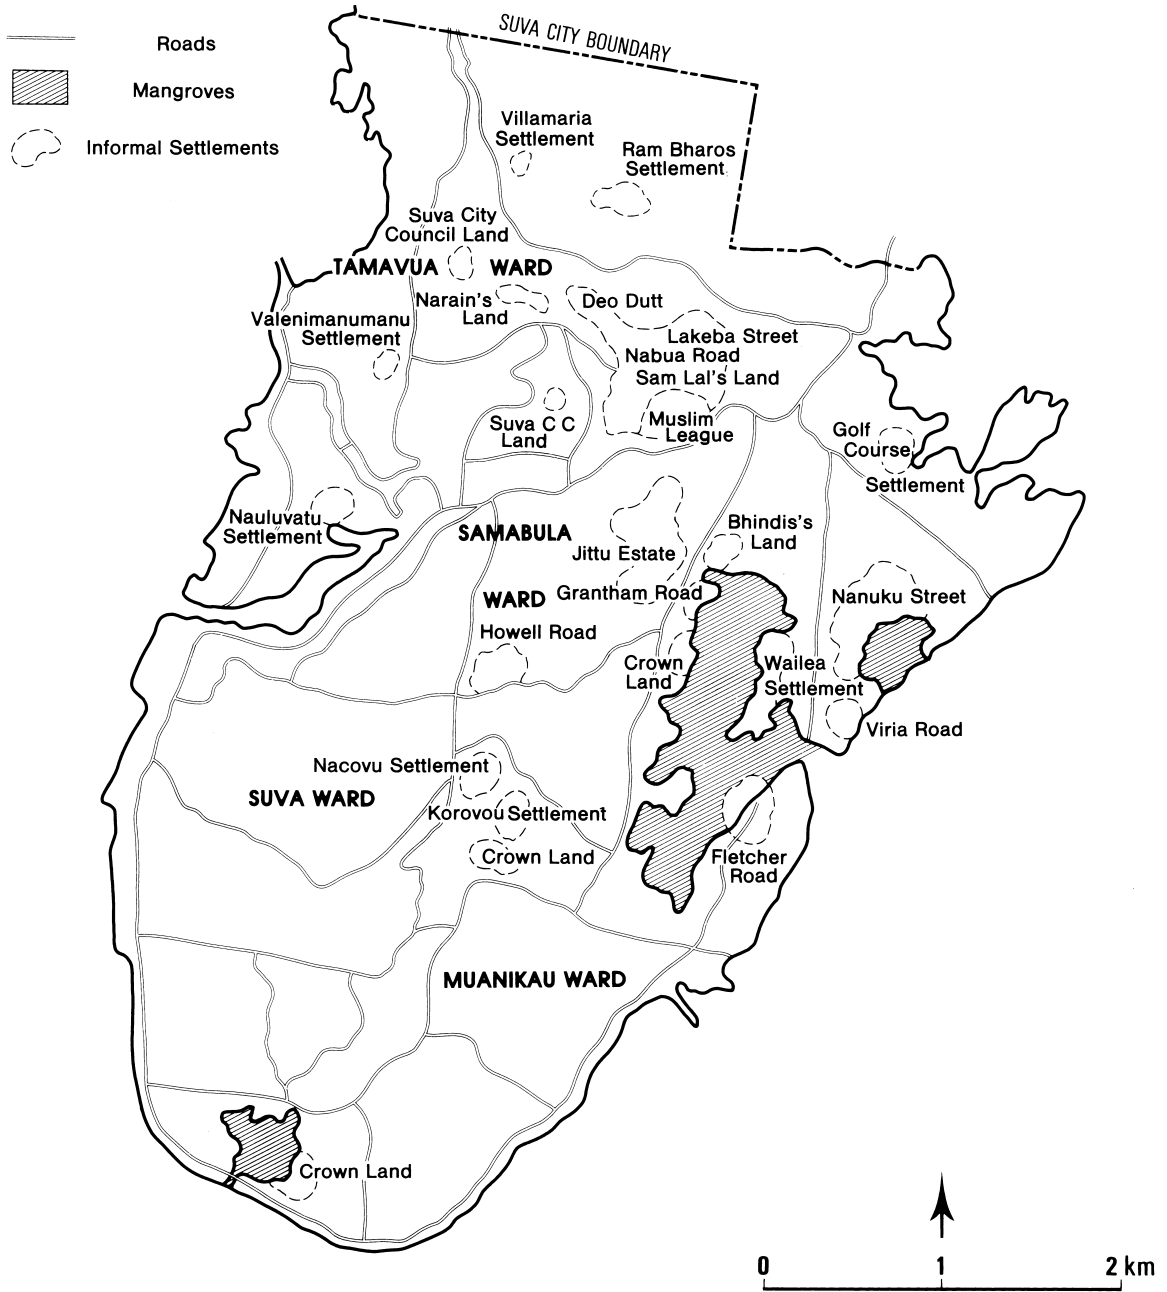 SUVA CITY BOUNDARY
Roads
Mangroves
Informal Settlements
Villamaria
Settlement
Ram Bharos
Settlement
Suva City
Council Land
TAMAVUA WARD
Narain's
Land
Deo Dutt
Valenimanumanu
Settlement
Lakeba Street
Nabua Road
Sam Lal's Land
Suva C C
Land
Muslim
League
Golf
Course
Settlement
Nauluvatu
Settlement
SAMABULA
WARD
Jittu Estate
Bhindis's
Land
Grantham Road
Nanuku Street
Howell Road
Crown
Land
Wailea
Settlement
Viria Road
Nacovu Settlement
SUVA WARD
Korovou Settlement
Crown Land
Fletcher
Road
MUANIKAU WARD
Crown Land
0 1 2 km